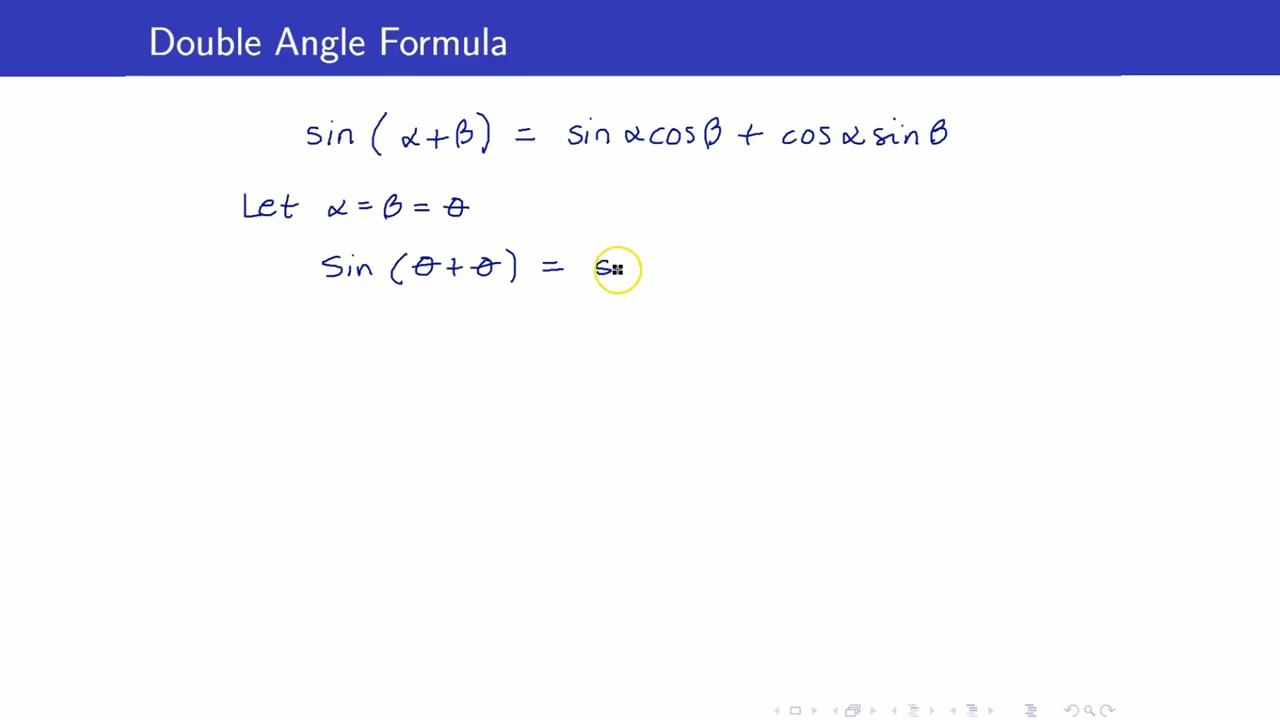 Double Angle Formula
sin (α+β) = sin α cos β + cos α sin β
Let α = β = θ
Sin (θ+θ) = s